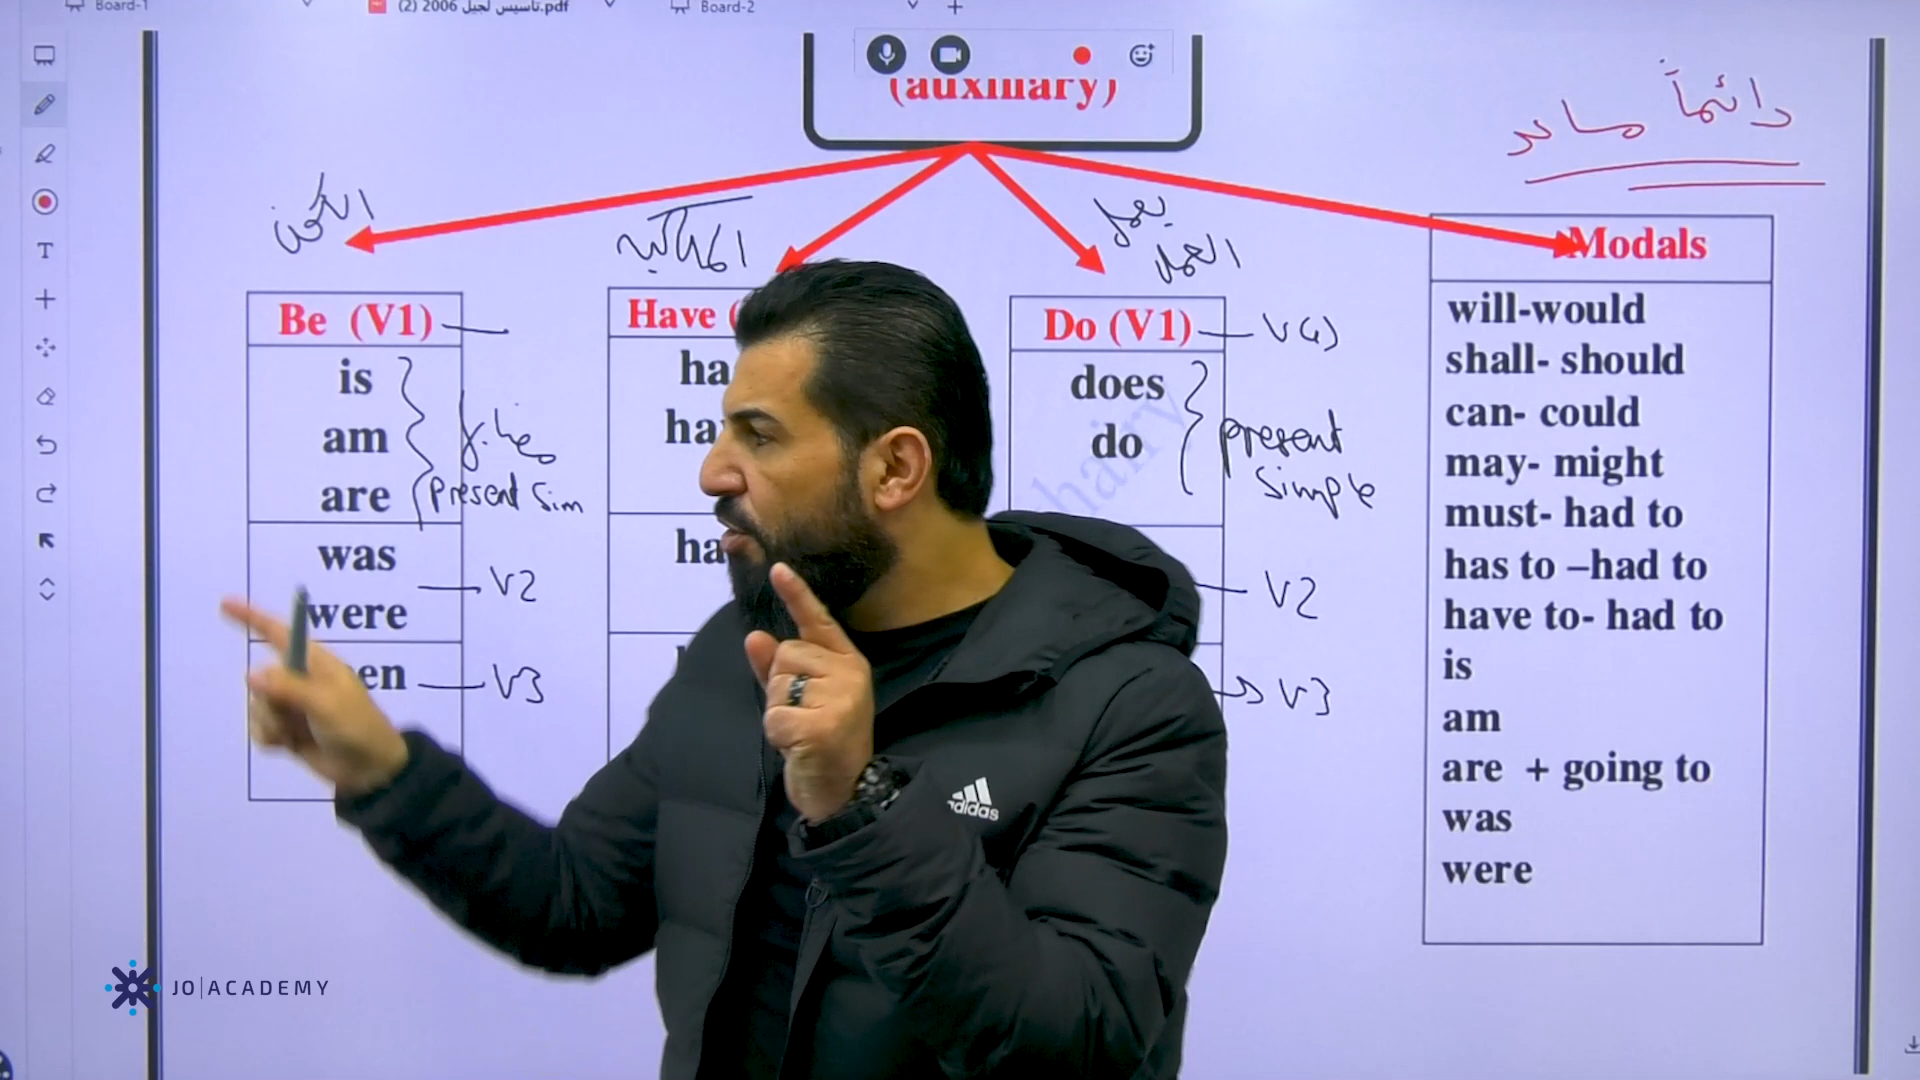 Board-1
تاسيس لجيل 2006 (2).pdf
Board-2
(auxiliary)
دائماً
الكون
الملكية
يعمل
العمل
Be (V1)
is
am
are
Present Sim
was
were
V2
en
V3
Have (
ha
ha
ha
Do (V1)
V(1)
does
do
present
simple
hairy
V2
V3
Modals
will-would
shall- should
can- could
may- might
must- had to
has to –had to
have to- had to
is
am
are + going to
was
were
adidas
JO|ACADEMY